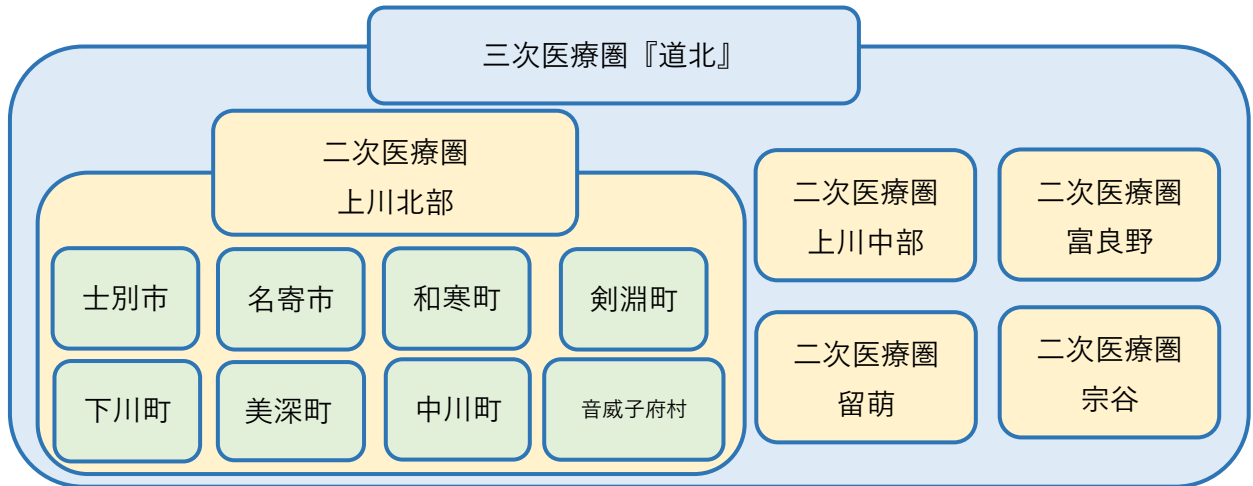 三次医療圏『道北』
二次医療圏
上川北部
士別市
名寄市
和寒町
剣淵町
下川町
美深町
中川町
音威子府村
二次医療圏
上川中部
二次医療圏
富良野
二次医療圏
留萌
二次医療圏
宗谷